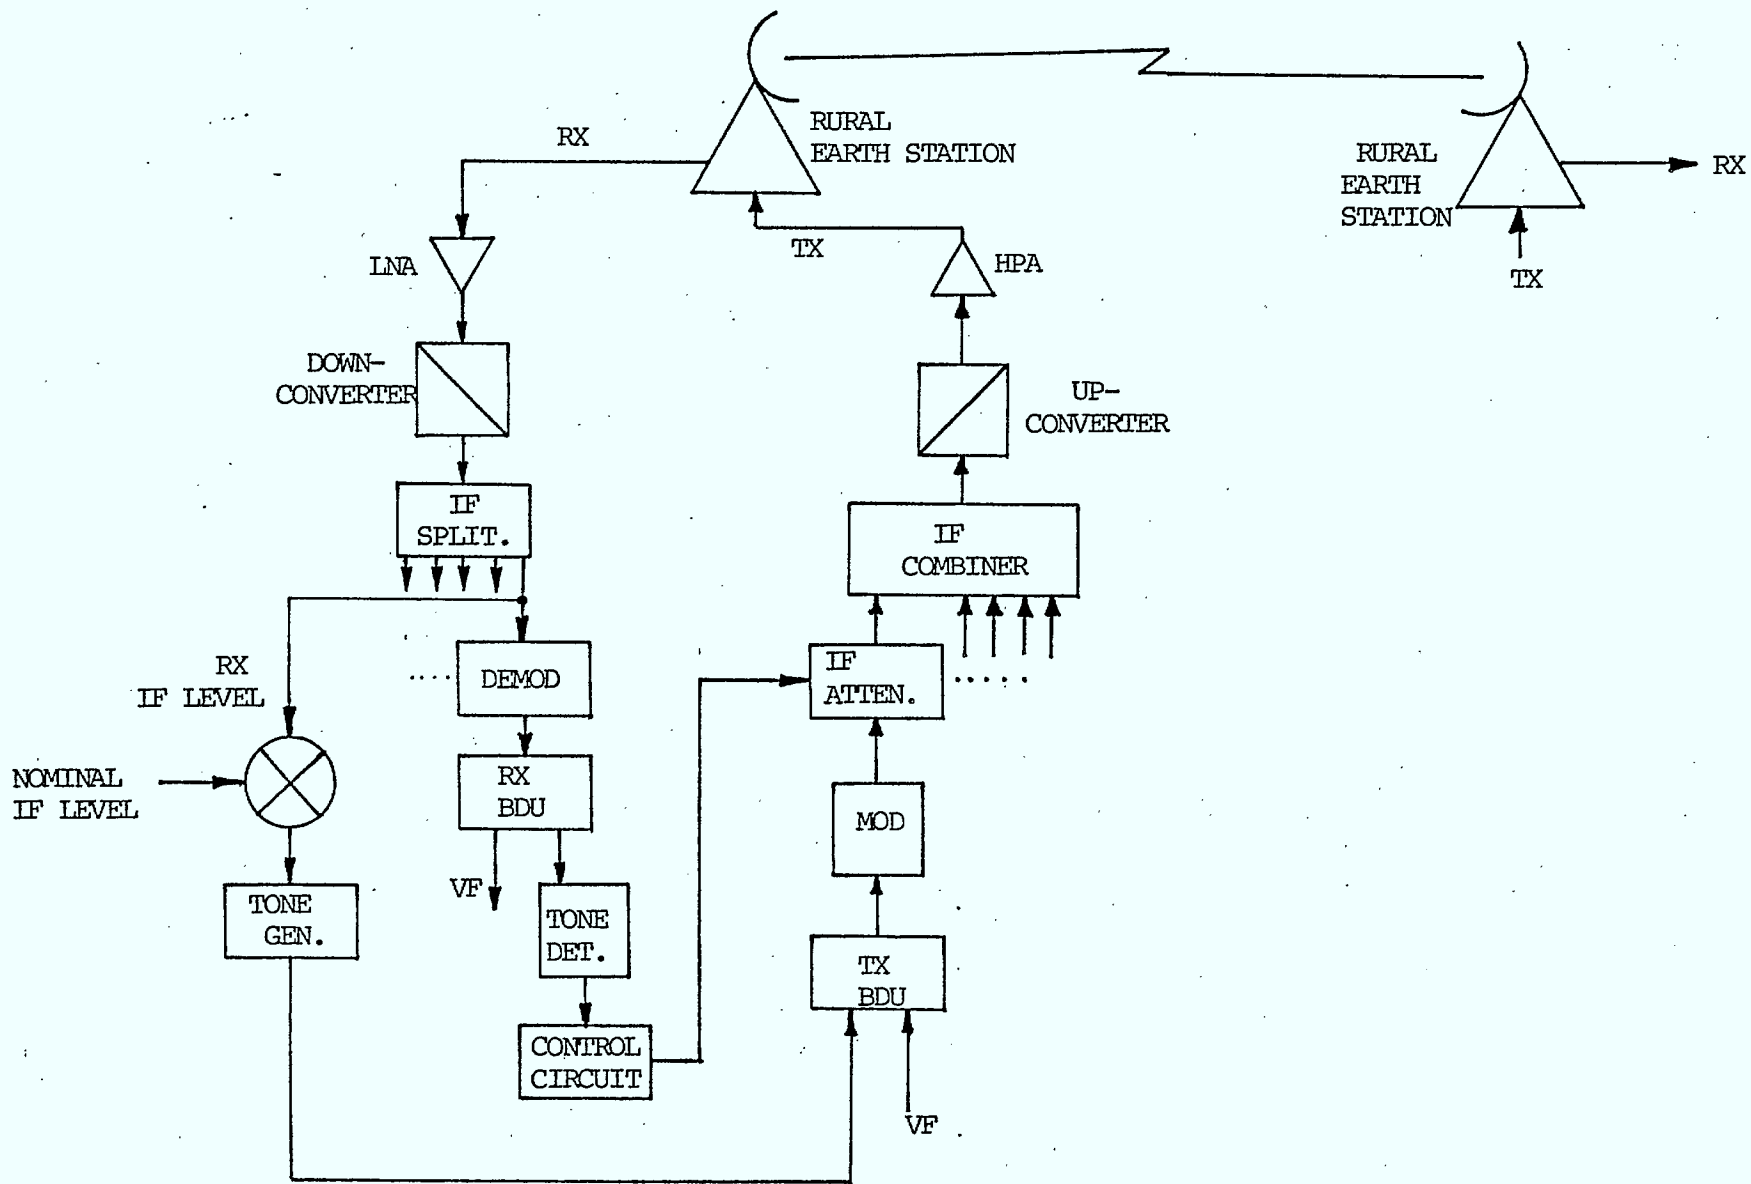 RURAL
EARTH STATION
RX
RURAL
EARTH
STATION
RX
TX
LNA
TX
HPA
DOWN-
CONVERTER
UP-
CONVERTER
IF
SPLIT.
IF
COMBINER
RX
IF LEVEL
DEMOD
IF
ATTEN.
NOMINAL
IF LEVEL
RX
BDU
MOD
VF
TONE
GEN.
TONE
DET.
TX
BDU
CONTROL
CIRCUIT
VF